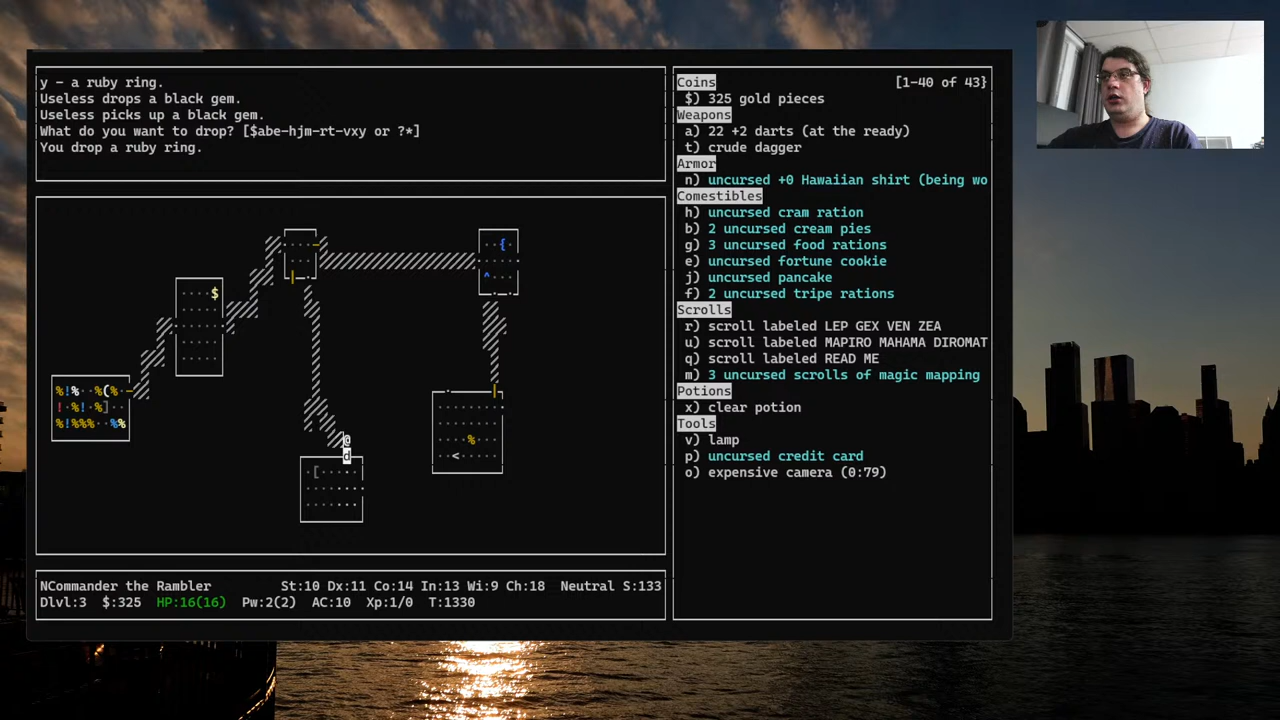 y - a ruby ring.
Useless drops a black gem.
Useless picks up a black gem.
What do you want to drop? [$abe-hjm-rt-vxy or ?*]
You drop a ruby ring.
NCommander the Rambler St:10 Dx:11 Co:14 In:13 Wi:9 Ch:18 Neutral S:133
Dlvl:3 $:325 HP:16(16) Pw:2(2) AC:10 Xp:1/0 T:1330
Coins [1-40 of 43}
$) 325 gold pieces
Weapons
a) 22 +2 darts (at the ready)
t) crude dagger
Armor
n) uncursed +0 Hawaiian shirt (being wo
Comestibles
h) uncursed cram ration
b) 2 uncursed cream pies
g) 3 uncursed food rations
e) uncursed fortune cookie
j) uncursed pancake
f) 2 uncursed tripe rations
Scrolls
r) scroll labeled LEP GEX VEN ZEA
u) scroll labeled MAPIRO MAHAMA DIROMAT
q) scroll labeled READ ME
m) 3 uncursed scrolls of magic mapping
Potions
x) clear potion
Tools
v) lamp
p) uncursed credit card
o) expensive camera (0:79)